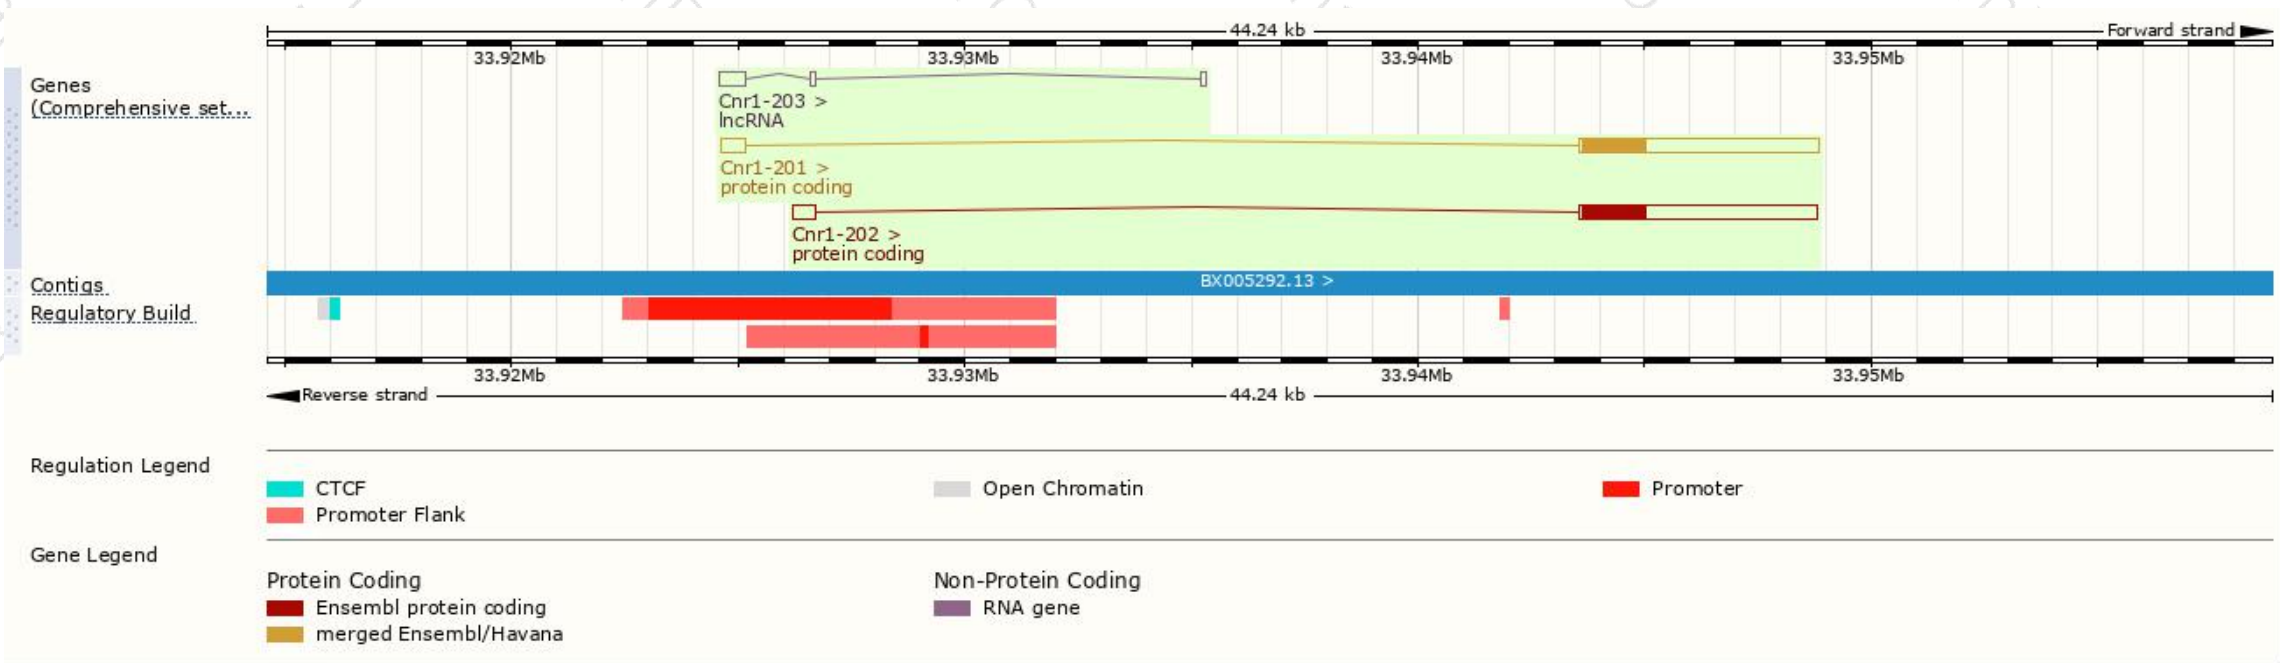 44.24 kb
Forward strand
33.92Mb 33.93Mb 33.94Mb 33.95Mb
Genes
(Comprehensive set...
Cnr1-203 >
lncRNA
Cnr1-201 >
protein coding
Cnr1-202 >
protein coding
Contigs
BX005292.13 >
Regulatory Build
33.92Mb 33.93Mb 33.94Mb 33.95Mb
Reverse strand
44.24 kb
Regulation Legend
CTCF Open Chromatin Promoter
Promoter Flank
Gene Legend
Protein Coding Non-Protein Coding
Ensembl protein coding RNA gene
merged Ensembl/Havana